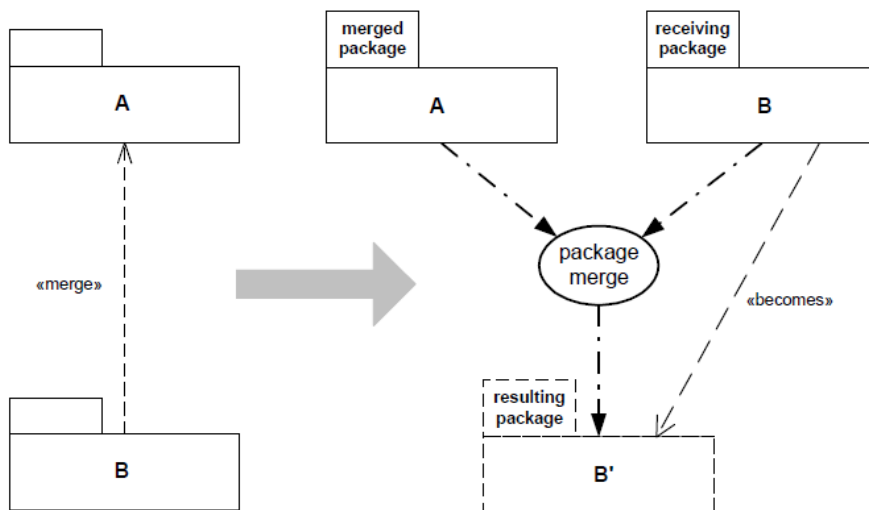 A
«merge»
B
merged
package
A
receiving
package
B
package
merge
«becomes»
resulting
package
B'